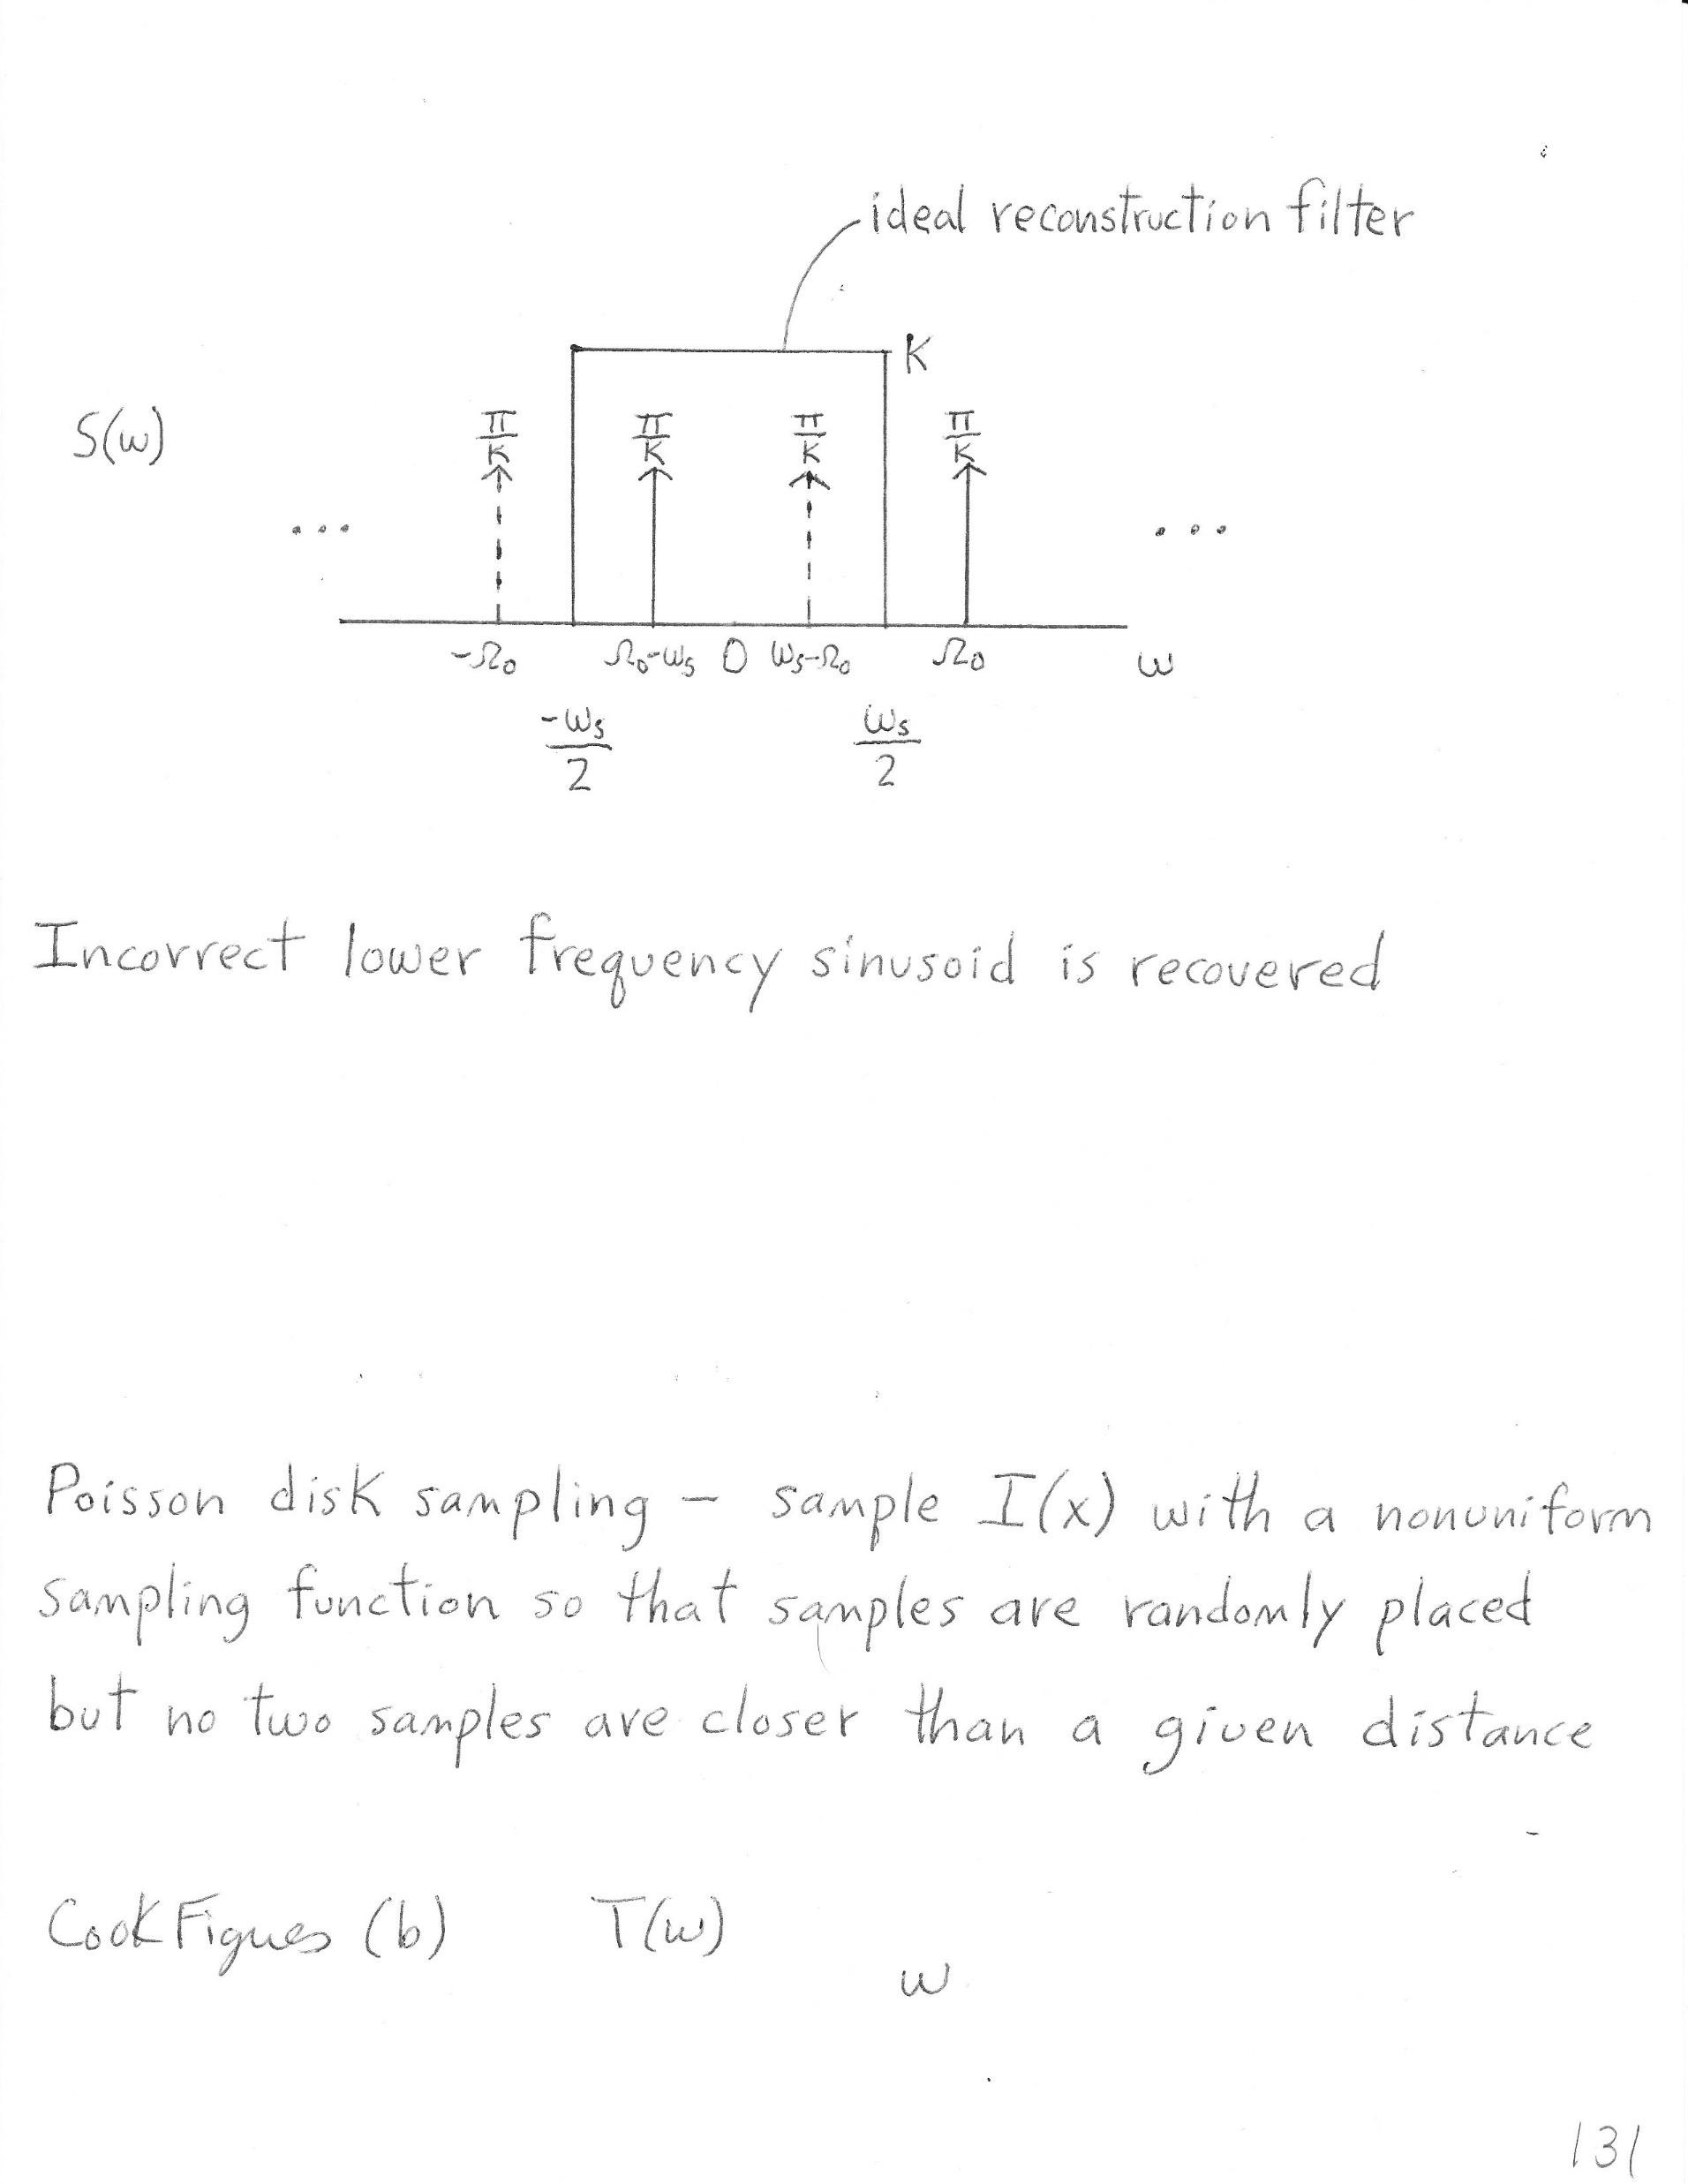 ideal reconstruction filter
K
S(ω)
π/K π/K π/K π/K
... ...
-Ω₀ Ω₀-ωs 0 ωs-Ω₀ Ω₀ ω
-ωs/2 ωs/2
Incorrect lower frequency sinusoid is recovered
Poisson disk sampling - sample I(x) with a nonuniform
sampling function so that samples are randomly placed
but no two samples are closer than a given distance
Cook Figues (b) T(ω)
ω
131